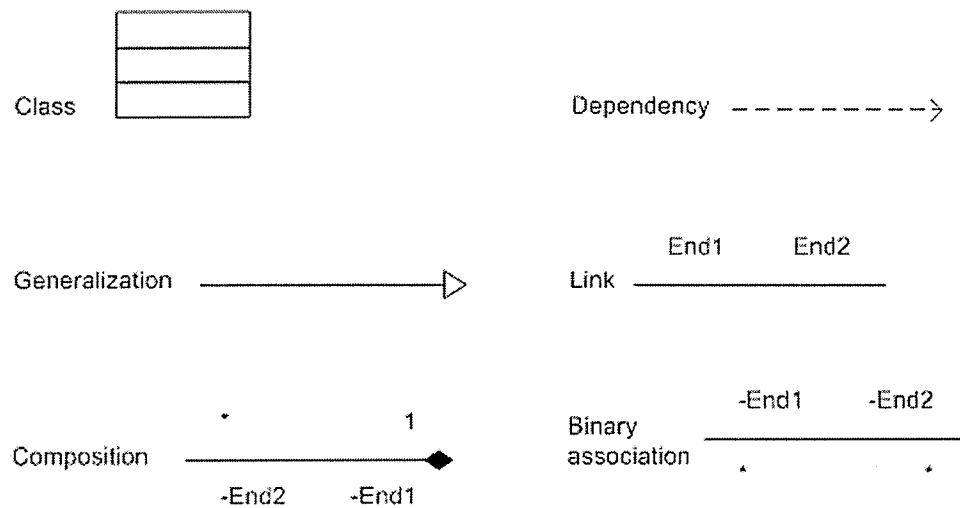 Class
Dependency
Generalization
End1 End2
Link
* 1
Composition
-End2 -End1
-End1 -End2
Binary
association
* *